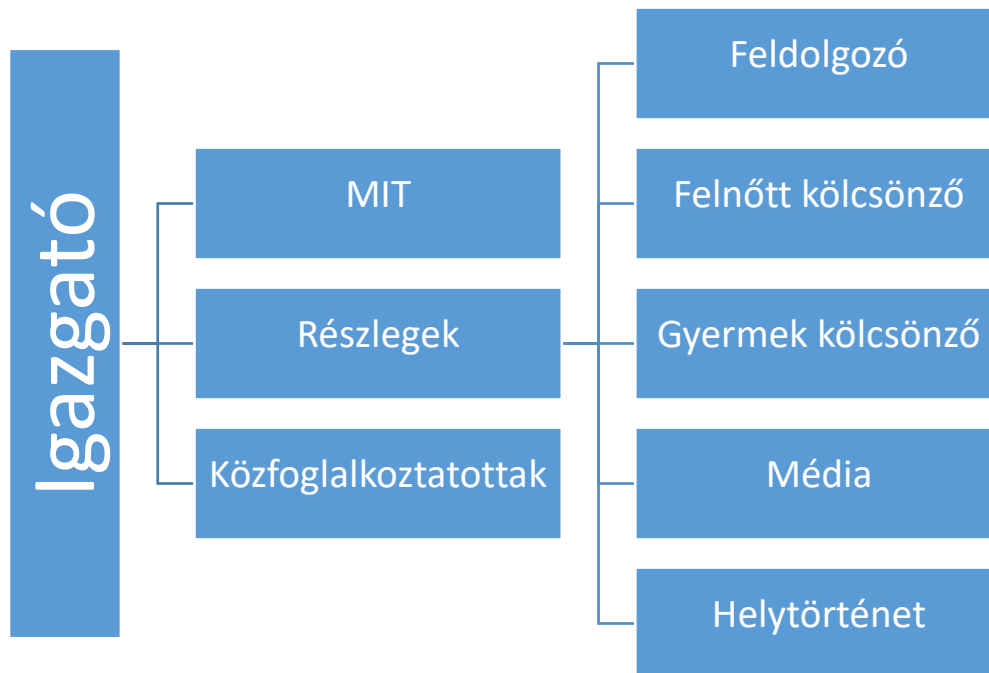 Igazgató
MIT
Részlegek
Közfoglalkoztatottak
Feldolgozó
Felnőtt kölcsönző
Gyermek kölcsönző
Média
Helytörténet